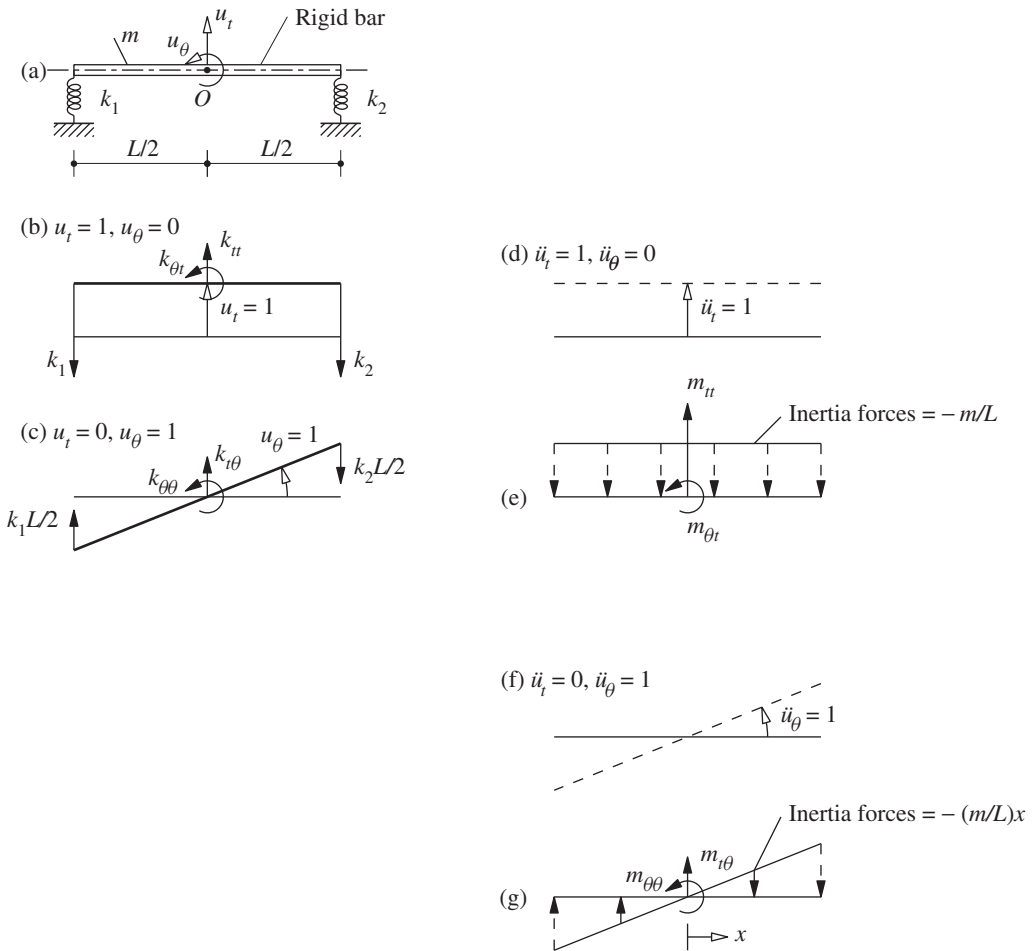 u_t
Rigid bar
m
u_θ
(a)
k_1
O
k_2
L/2
L/2
(b) u_t = 1, u_θ = 0
k_tt
k_θt
u_t = 1
k_1
k_2
(c) u_t = 0, u_θ = 1
u_θ = 1
k_tθ
k_θθ
k_2L/2
k_1L/2
(d) ü_t = 1, ü_θ = 0
ü_t = 1
m_tt
Inertia forces = – m/L
(e)
m_θt
(f) ü_t = 0, ü_θ = 1
ü_θ = 1
Inertia forces = – (m/L)x
m_tθ
m_θθ
(g)
x